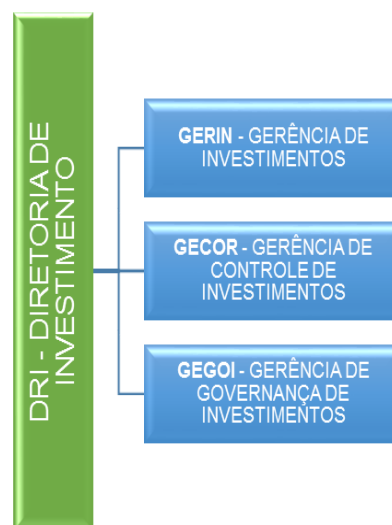 DRI - DIRETORIA DE
INVESTIMENTO
GERIN - GERÊNCIA DE
INVESTIMENTOS
GECOR - GERÊNCIA DE
CONTROLE DE
INVESTIMENTOS
GEGOI - GERÊNCIA DE
GOVERNANÇA DE
INVESTIMENTOS